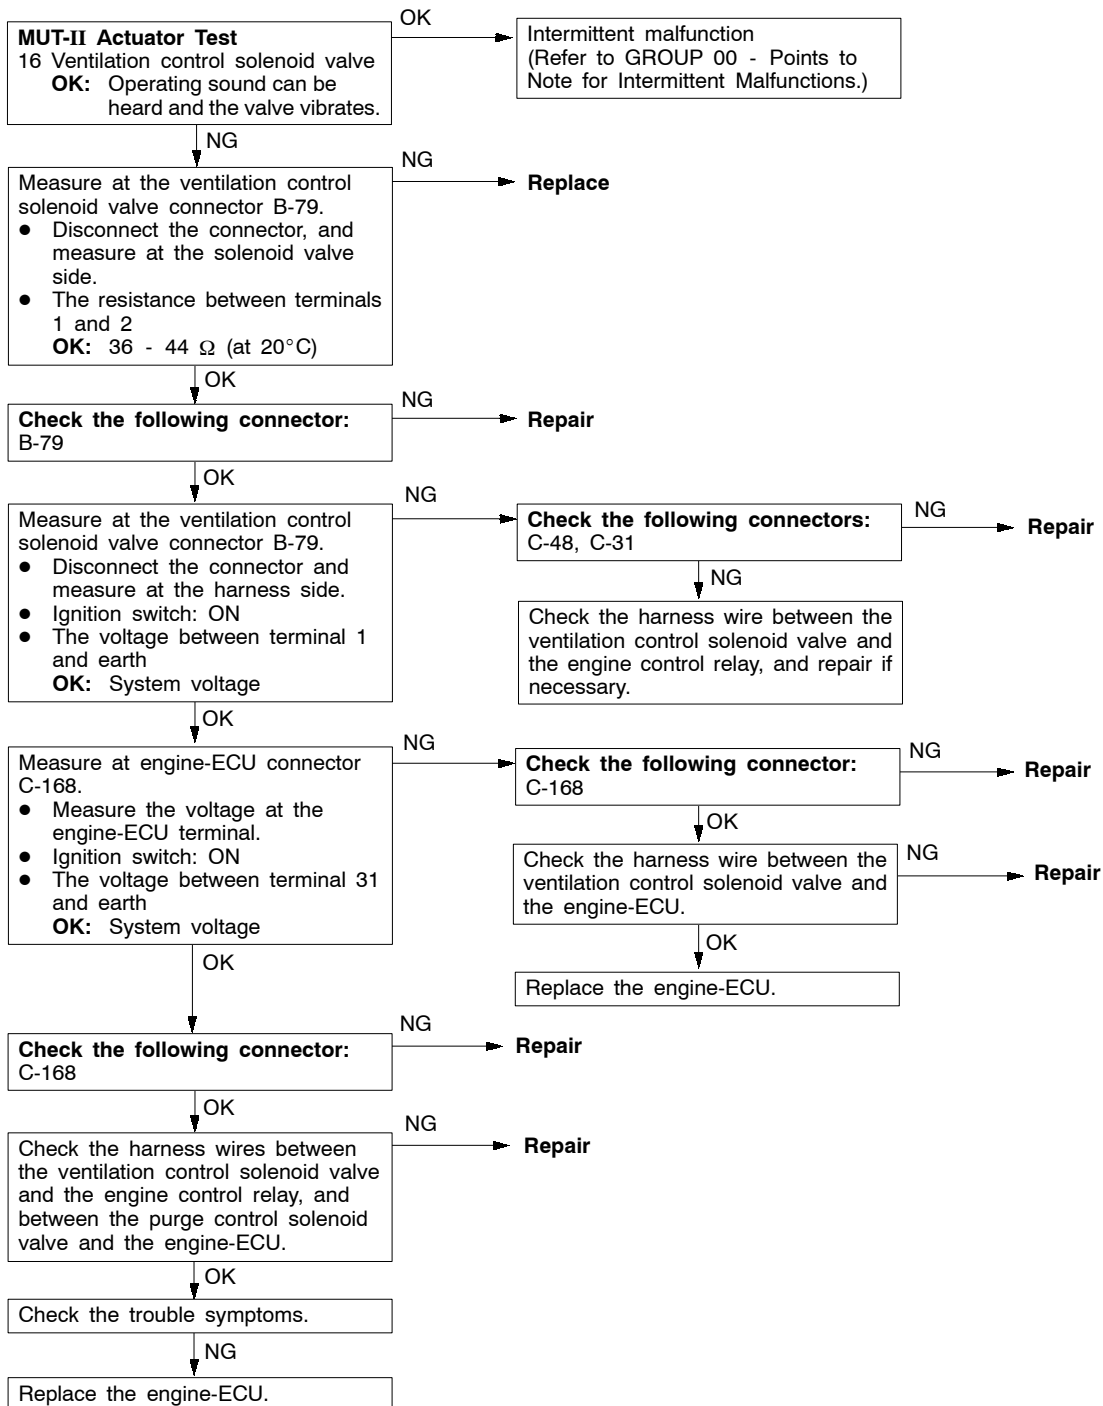 OK
MUT-II Actuator Test
16 Ventilation control solenoid valve
OK: Operating sound can be
heard and the valve vibrates.
Intermittent malfunction
(Refer to GROUP 00 - Points to
Note for Intermittent Malfunctions.)
NG
Measure at the ventilation control
solenoid valve connector B-79.
● Disconnect the connector, and
measure at the solenoid valve
side.
● The resistance between terminals
1 and 2
OK: 36 - 44 Ω (at 20°C)
NG
Replace
OK
Check the following connector:
B-79
NG
Repair
OK
Measure at the ventilation control
solenoid valve connector B-79.
● Disconnect the connector and
measure at the harness side.
● Ignition switch: ON
● The voltage between terminal 1
and earth
OK: System voltage
NG
Check the following connectors:
C-48, C-31
NG
Repair
NG
Check the harness wire between the
ventilation control solenoid valve and
the engine control relay, and repair if
necessary.
OK
Measure at engine-ECU connector
C-168.
● Measure the voltage at the
engine-ECU terminal.
● Ignition switch: ON
● The voltage between terminal 31
and earth
OK: System voltage
NG
Check the following connector:
C-168
NG
Repair
OK
Check the harness wire between the
ventilation control solenoid valve and
the engine-ECU.
NG
Repair
OK
Replace the engine-ECU.
OK
Check the following connector:
C-168
NG
Repair
OK
Check the harness wires between
the ventilation control solenoid valve
and the engine control relay, and
between the purge control solenoid
valve and the engine-ECU.
NG
Repair
OK
Check the trouble symptoms.
NG
Replace the engine-ECU.